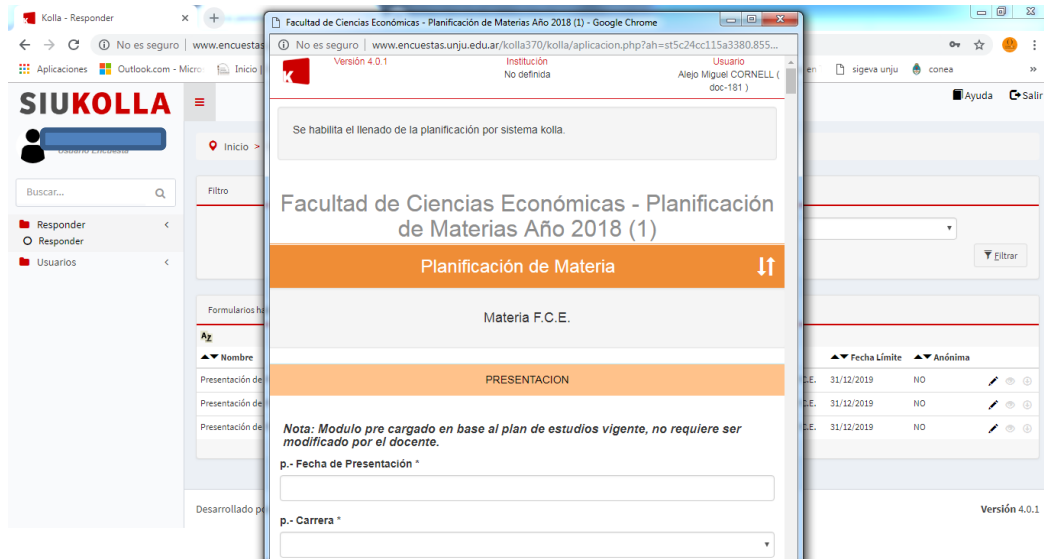 Kolla - Responder
Facultad de Ciencias Económicas - Planificación de Materias Año 2018 (1) - Google Chrome
No es seguro | www.encuestas
No es seguro | www.encuestas.unju.edu.ar/kolla370/kolla/aplicacion.php?ah=st5c24cc115a3380.855...
Aplicaciones Outlook.com - Micro Inicio
en sigeva unju conea »
Versión 4.0.1
Institución
No definida
Usuario
Alejo Miguel CORNELL (
doc-181 )
SIUKOLLA
Ayuda Salir
Usuario Encuesta
Se habilita el llenado de la planificación por sistema kolla.
Inicio >
Buscar...
Filtro
Responder
Responder
Usuarios
Filtrar
Facultad de Ciencias Económicas - Planificación
de Materias Año 2018 (1)
Planificación de Materia
Materia F.C.E.
Formularios ha
Nombre Fecha Límite Anónima
PRESENTACION
Presentación de C.E. 31/12/2019 NO
Presentación de C.E. 31/12/2019 NO
Presentación de C.E. 31/12/2019 NO
Nota: Modulo pre cargado en base al plan de estudios vigente, no requiere ser
modificado por el docente.
p.- Fecha de Presentación *
Desarrollado po
Versión 4.0.1
p.- Carrera *